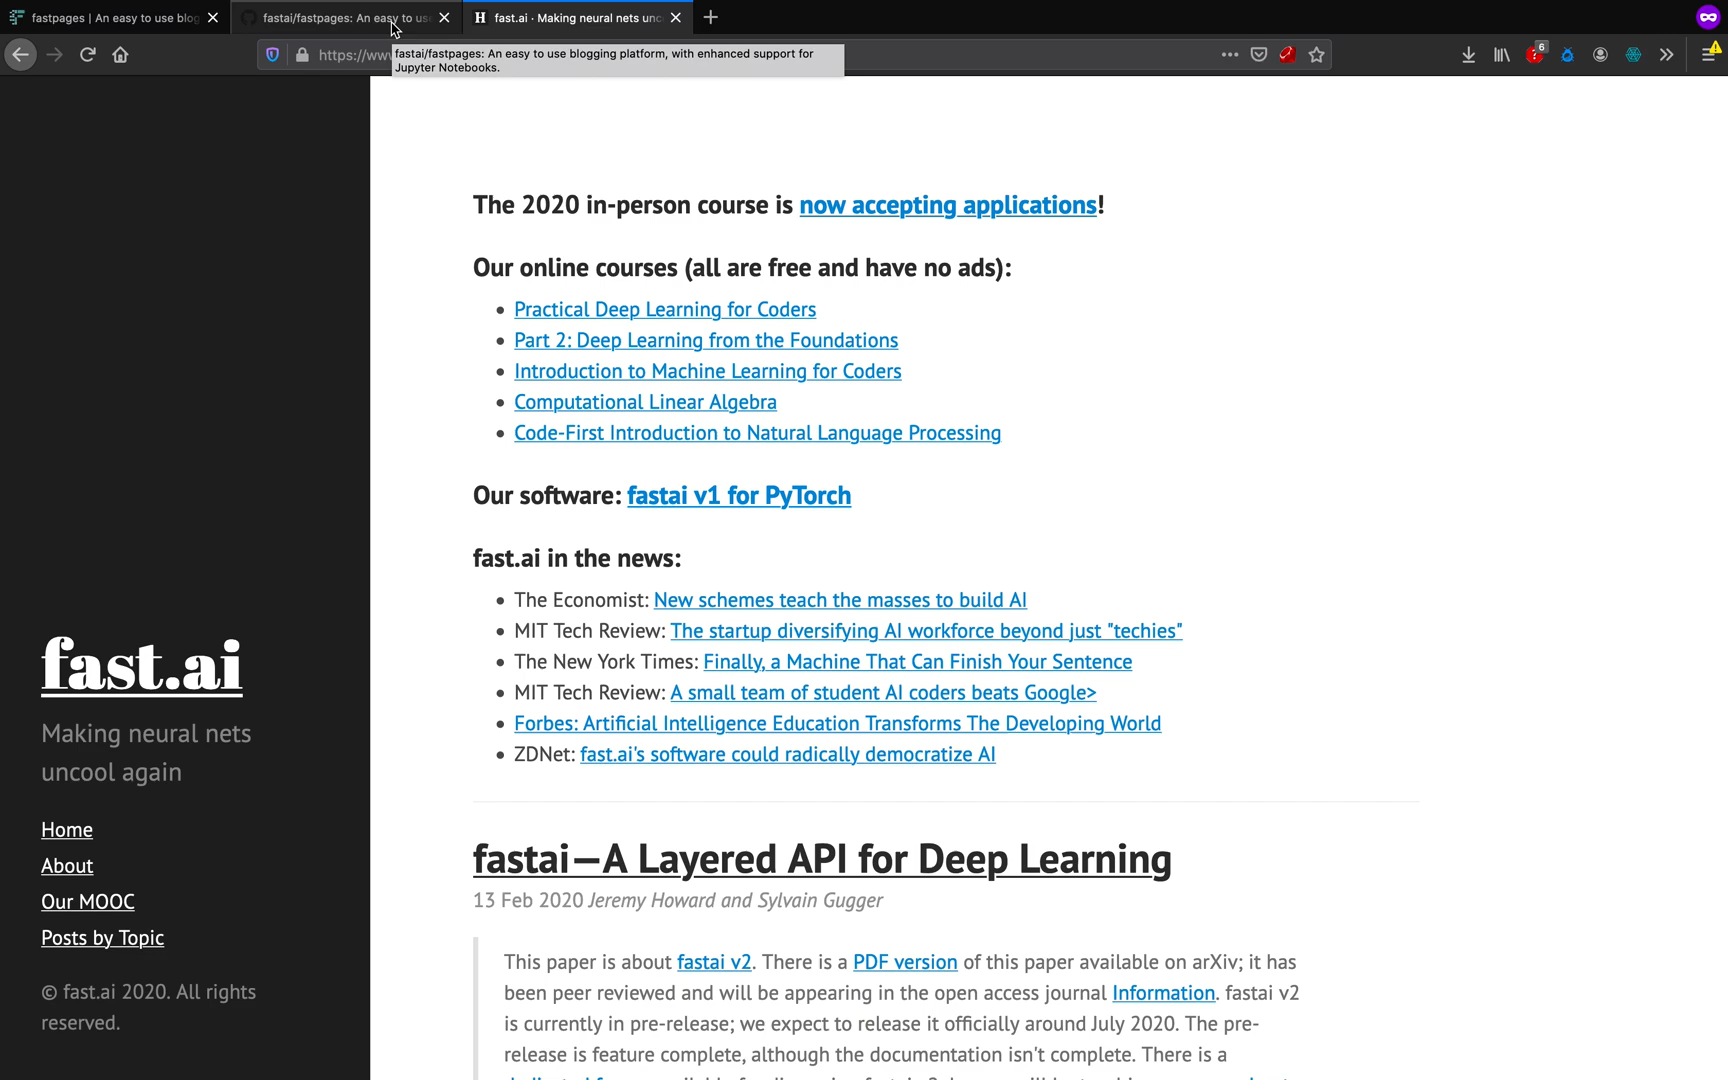 fastpages | An easy to use blog
fastai/fastpages: An easy to use
fast.ai · Making neural nets unc
https://www
fastai/fastpages: An easy to use blogging platform, with enhanced support for
Jupyter Notebooks.
6
The 2020 in-person course is now accepting applications!
Our online courses (all are free and have no ads):
Practical Deep Learning for Coders
Part 2: Deep Learning from the Foundations
Introduction to Machine Learning for Coders
Computational Linear Algebra
Code-First Introduction to Natural Language Processing
Our software: fastai v1 for PyTorch
fast.ai in the news:
The Economist: New schemes teach the masses to build AI
MIT Tech Review: The startup diversifying AI workforce beyond just "techies"
The New York Times: Finally, a Machine That Can Finish Your Sentence
MIT Tech Review: A small team of student AI coders beats Google>
Forbes: Artificial Intelligence Education Transforms The Developing World
ZDNet: fast.ai's software could radically democratize AI
fast.ai
Making neural nets
uncool again
Home
About
Our MOOC
Posts by Topic
© fast.ai 2020. All rights
reserved.
fastai—A Layered API for Deep Learning
13 Feb 2020 Jeremy Howard and Sylvain Gugger
This paper is about fastai v2. There is a PDF version of this paper available on arXiv; it has
been peer reviewed and will be appearing in the open access journal Information. fastai v2
is currently in pre-release; we expect to release it officially around July 2020. The pre-
release is feature complete, although the documentation isn't complete. There is a